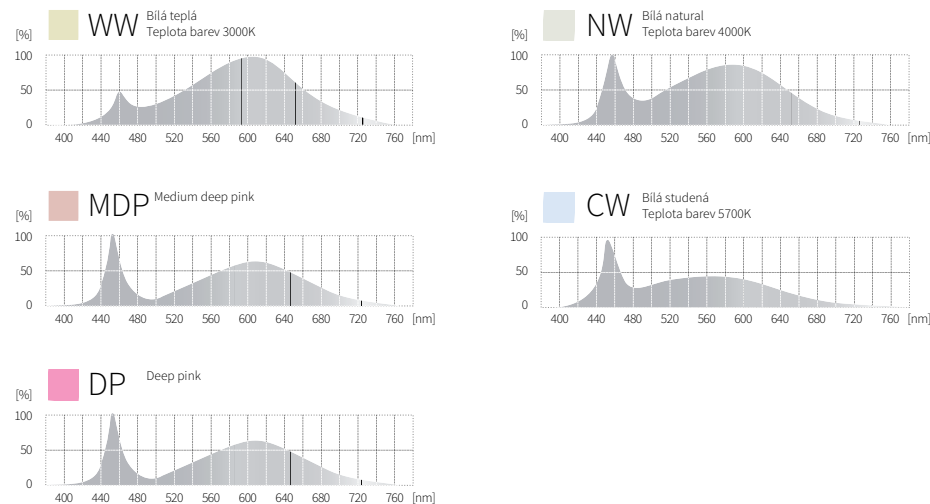 WW
Bílá teplá
Teplota barev 3000K
[%]
100
50
0
400 440 480 520 560 600 640 680 720 760 [nm]
NW
Bílá natural
Teplota barev 4000K
[%]
100
50
0
400 440 480 520 560 600 640 680 720 760 [nm]
MDP Medium deep pink
[%]
100
50
0
400 440 480 520 560 600 640 680 720 760 [nm]
CW
Bílá studená
Teplota barev 5700K
[%]
100
50
0
400 440 480 520 560 600 640 680 720 760 [nm]
DP Deep pink
[%]
100
50
0
400 440 480 520 560 600 640 680 720 760 [nm]